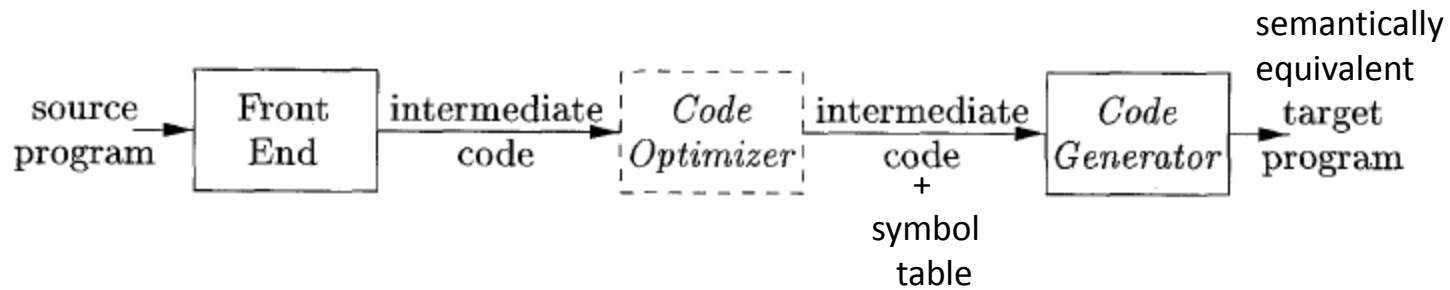 semantically
equivalent
source
program
Front
End
intermediate
code
Code
Optimizer
intermediate
code
+
symbol
table
Code
Generator
target
program